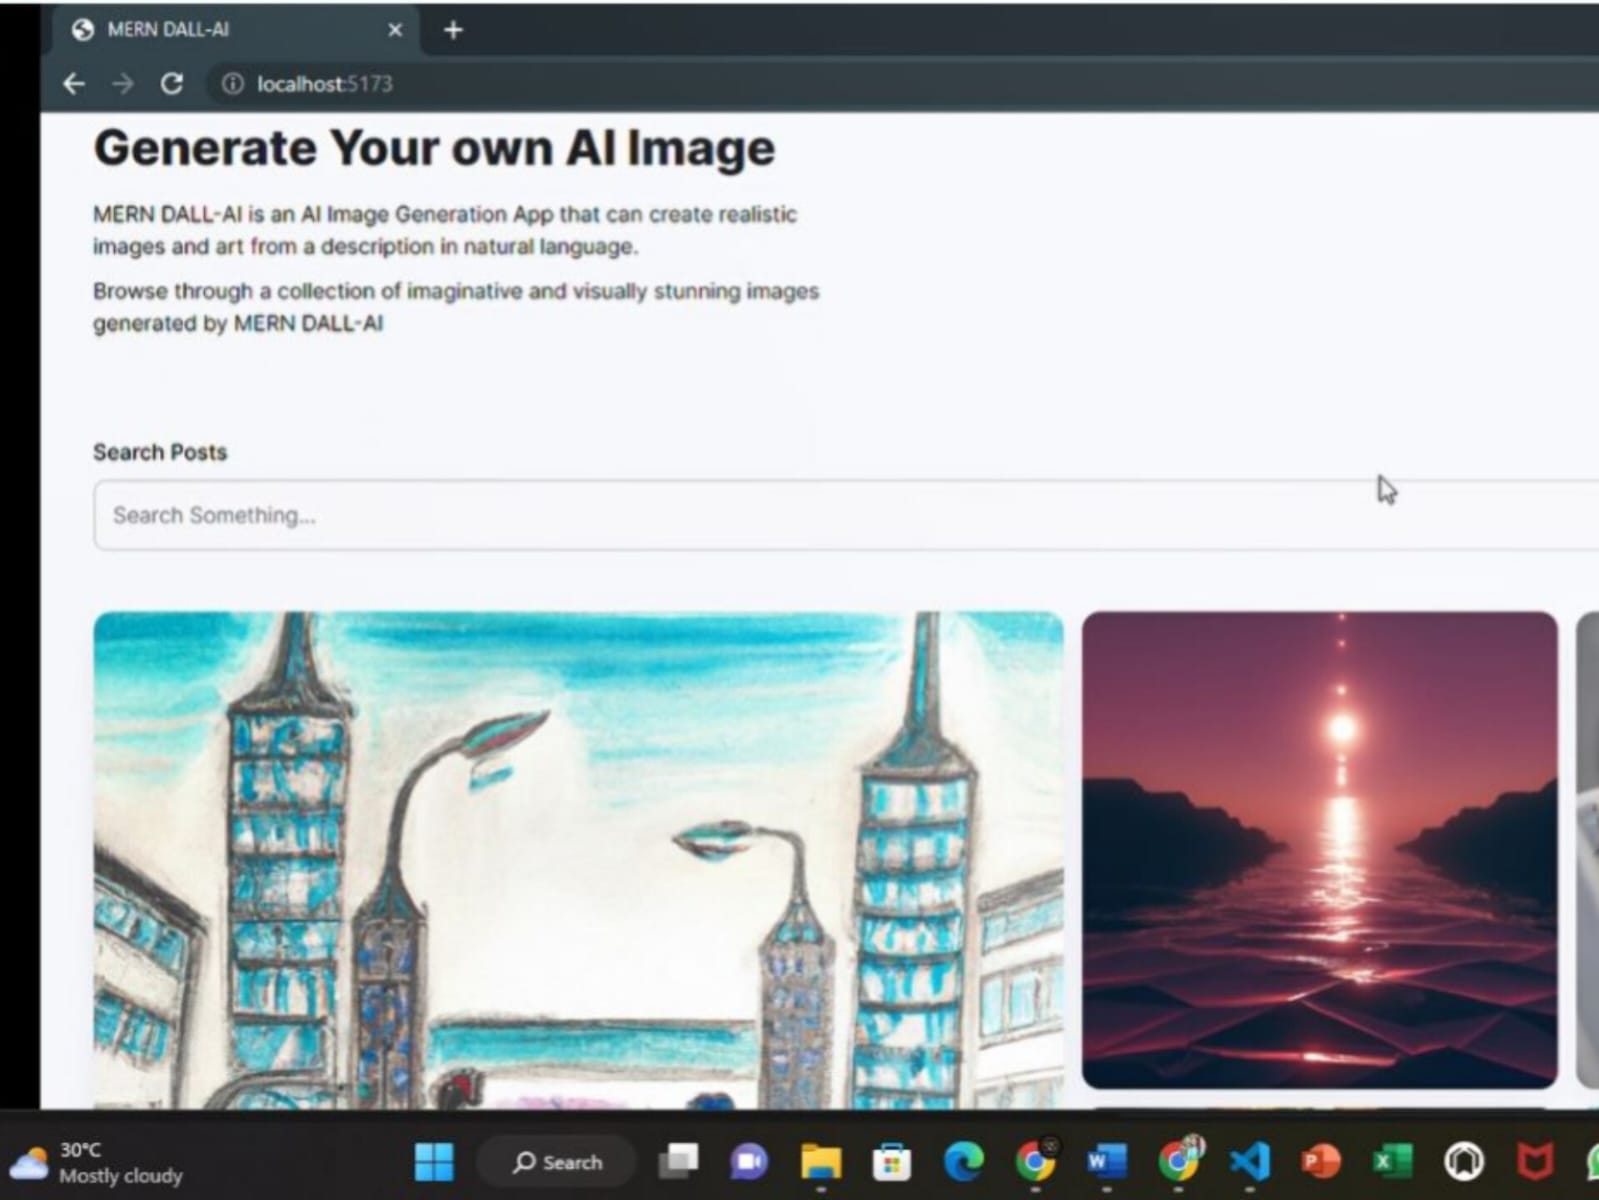 MERN DALL-AI
localhost:5173
Generate Your own AI Image
MERN DALL-AI is an AI Image Generation App that can create realistic
images and art from a description in natural language.
Browse through a collection of imaginative and visually stunning images
generated by MERN DALL-AI
Search Posts
Search Something...
30°C
Mostly cloudy
Search